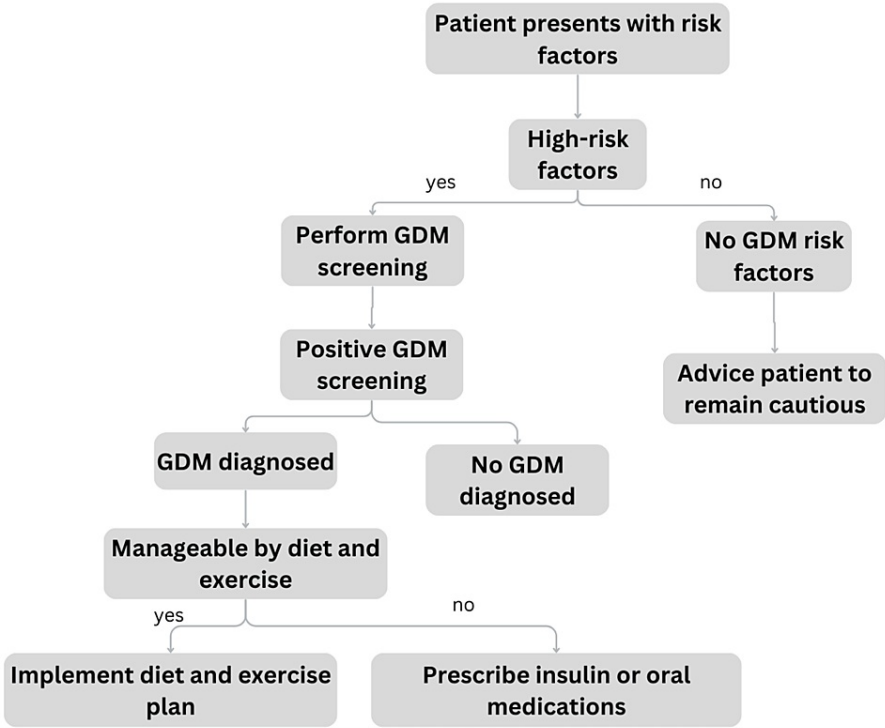 Patient presents with risk
factors
High-risk
factors
yes
no
Perform GDM
screening
No GDM risk
factors
Positive GDM
screening
Advice patient to
remain cautious
GDM diagnosed
No GDM
diagnosed
Manageable by diet and
exercise
yes
no
Implement diet and exercise
plan
Prescribe insulin or oral
medications